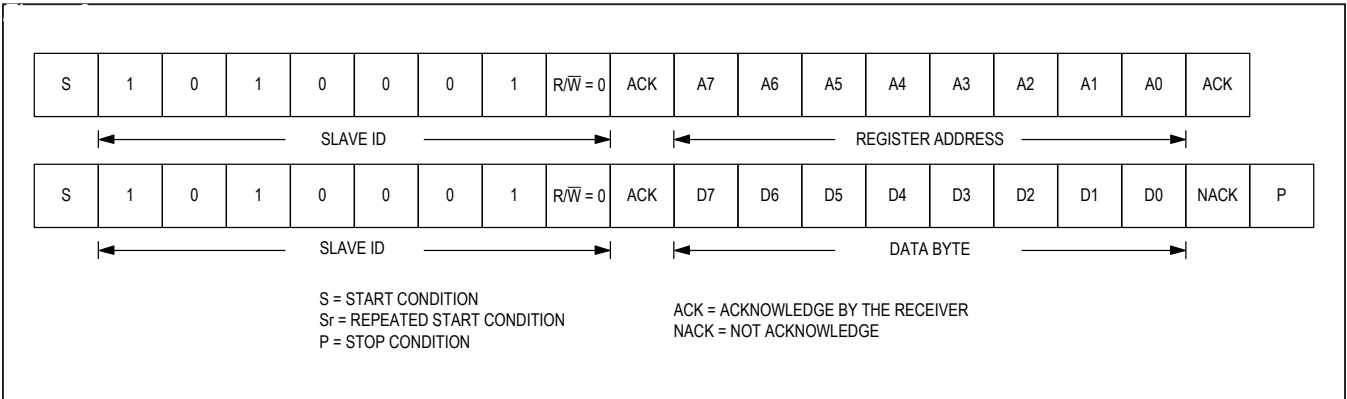 S 1 0 1 0 0 0 1 R/W̅ = 0 ACK A7 A6 A5 A4 A3 A2 A1 A0 ACK
SLAVE ID REGISTER ADDRESS
S 1 0 1 0 0 0 1 R/W̅ = 0 ACK D7 D6 D5 D4 D3 D2 D1 D0 NACK P
SLAVE ID DATA BYTE
S = START CONDITION
Sr = REPEATED START CONDITION
P = STOP CONDITION
ACK = ACKNOWLEDGE BY THE RECEIVER
NACK = NOT ACKNOWLEDGE